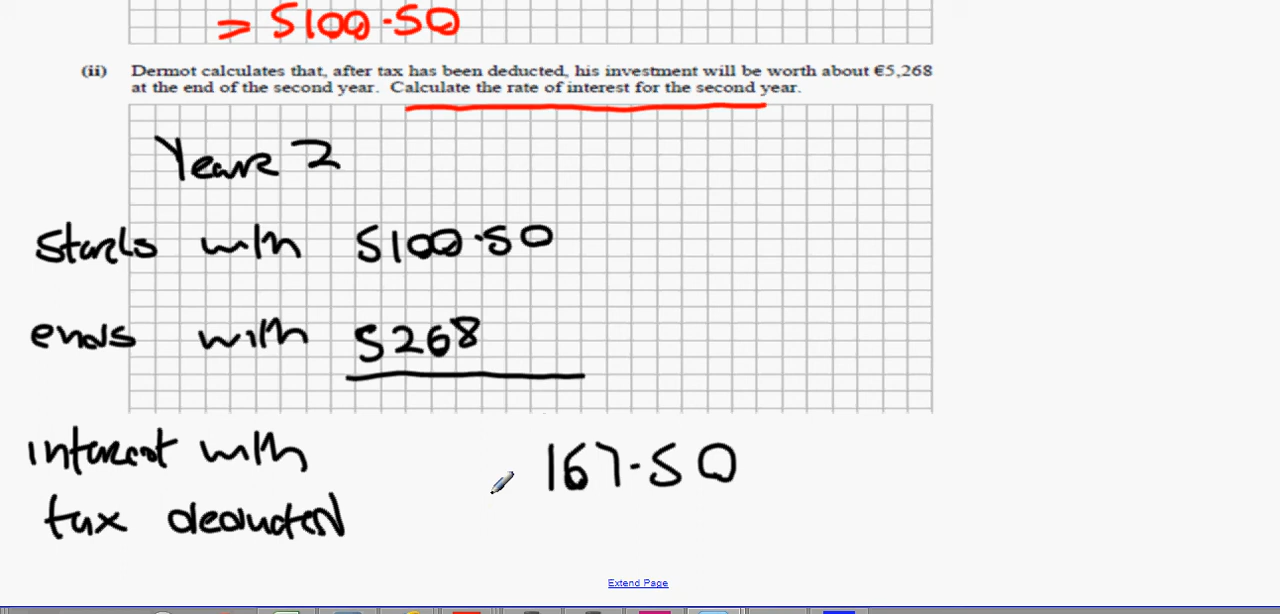 = 5100.50
(ii) Dermot calculates that, after tax has been deducted, his investment will be worth about €5,268
at the end of the second year. Calculate the rate of interest for the second year.
Year 2
Starts with 5100.50
ends with 5268
interest with 167.50
tax deducted
Extend Page